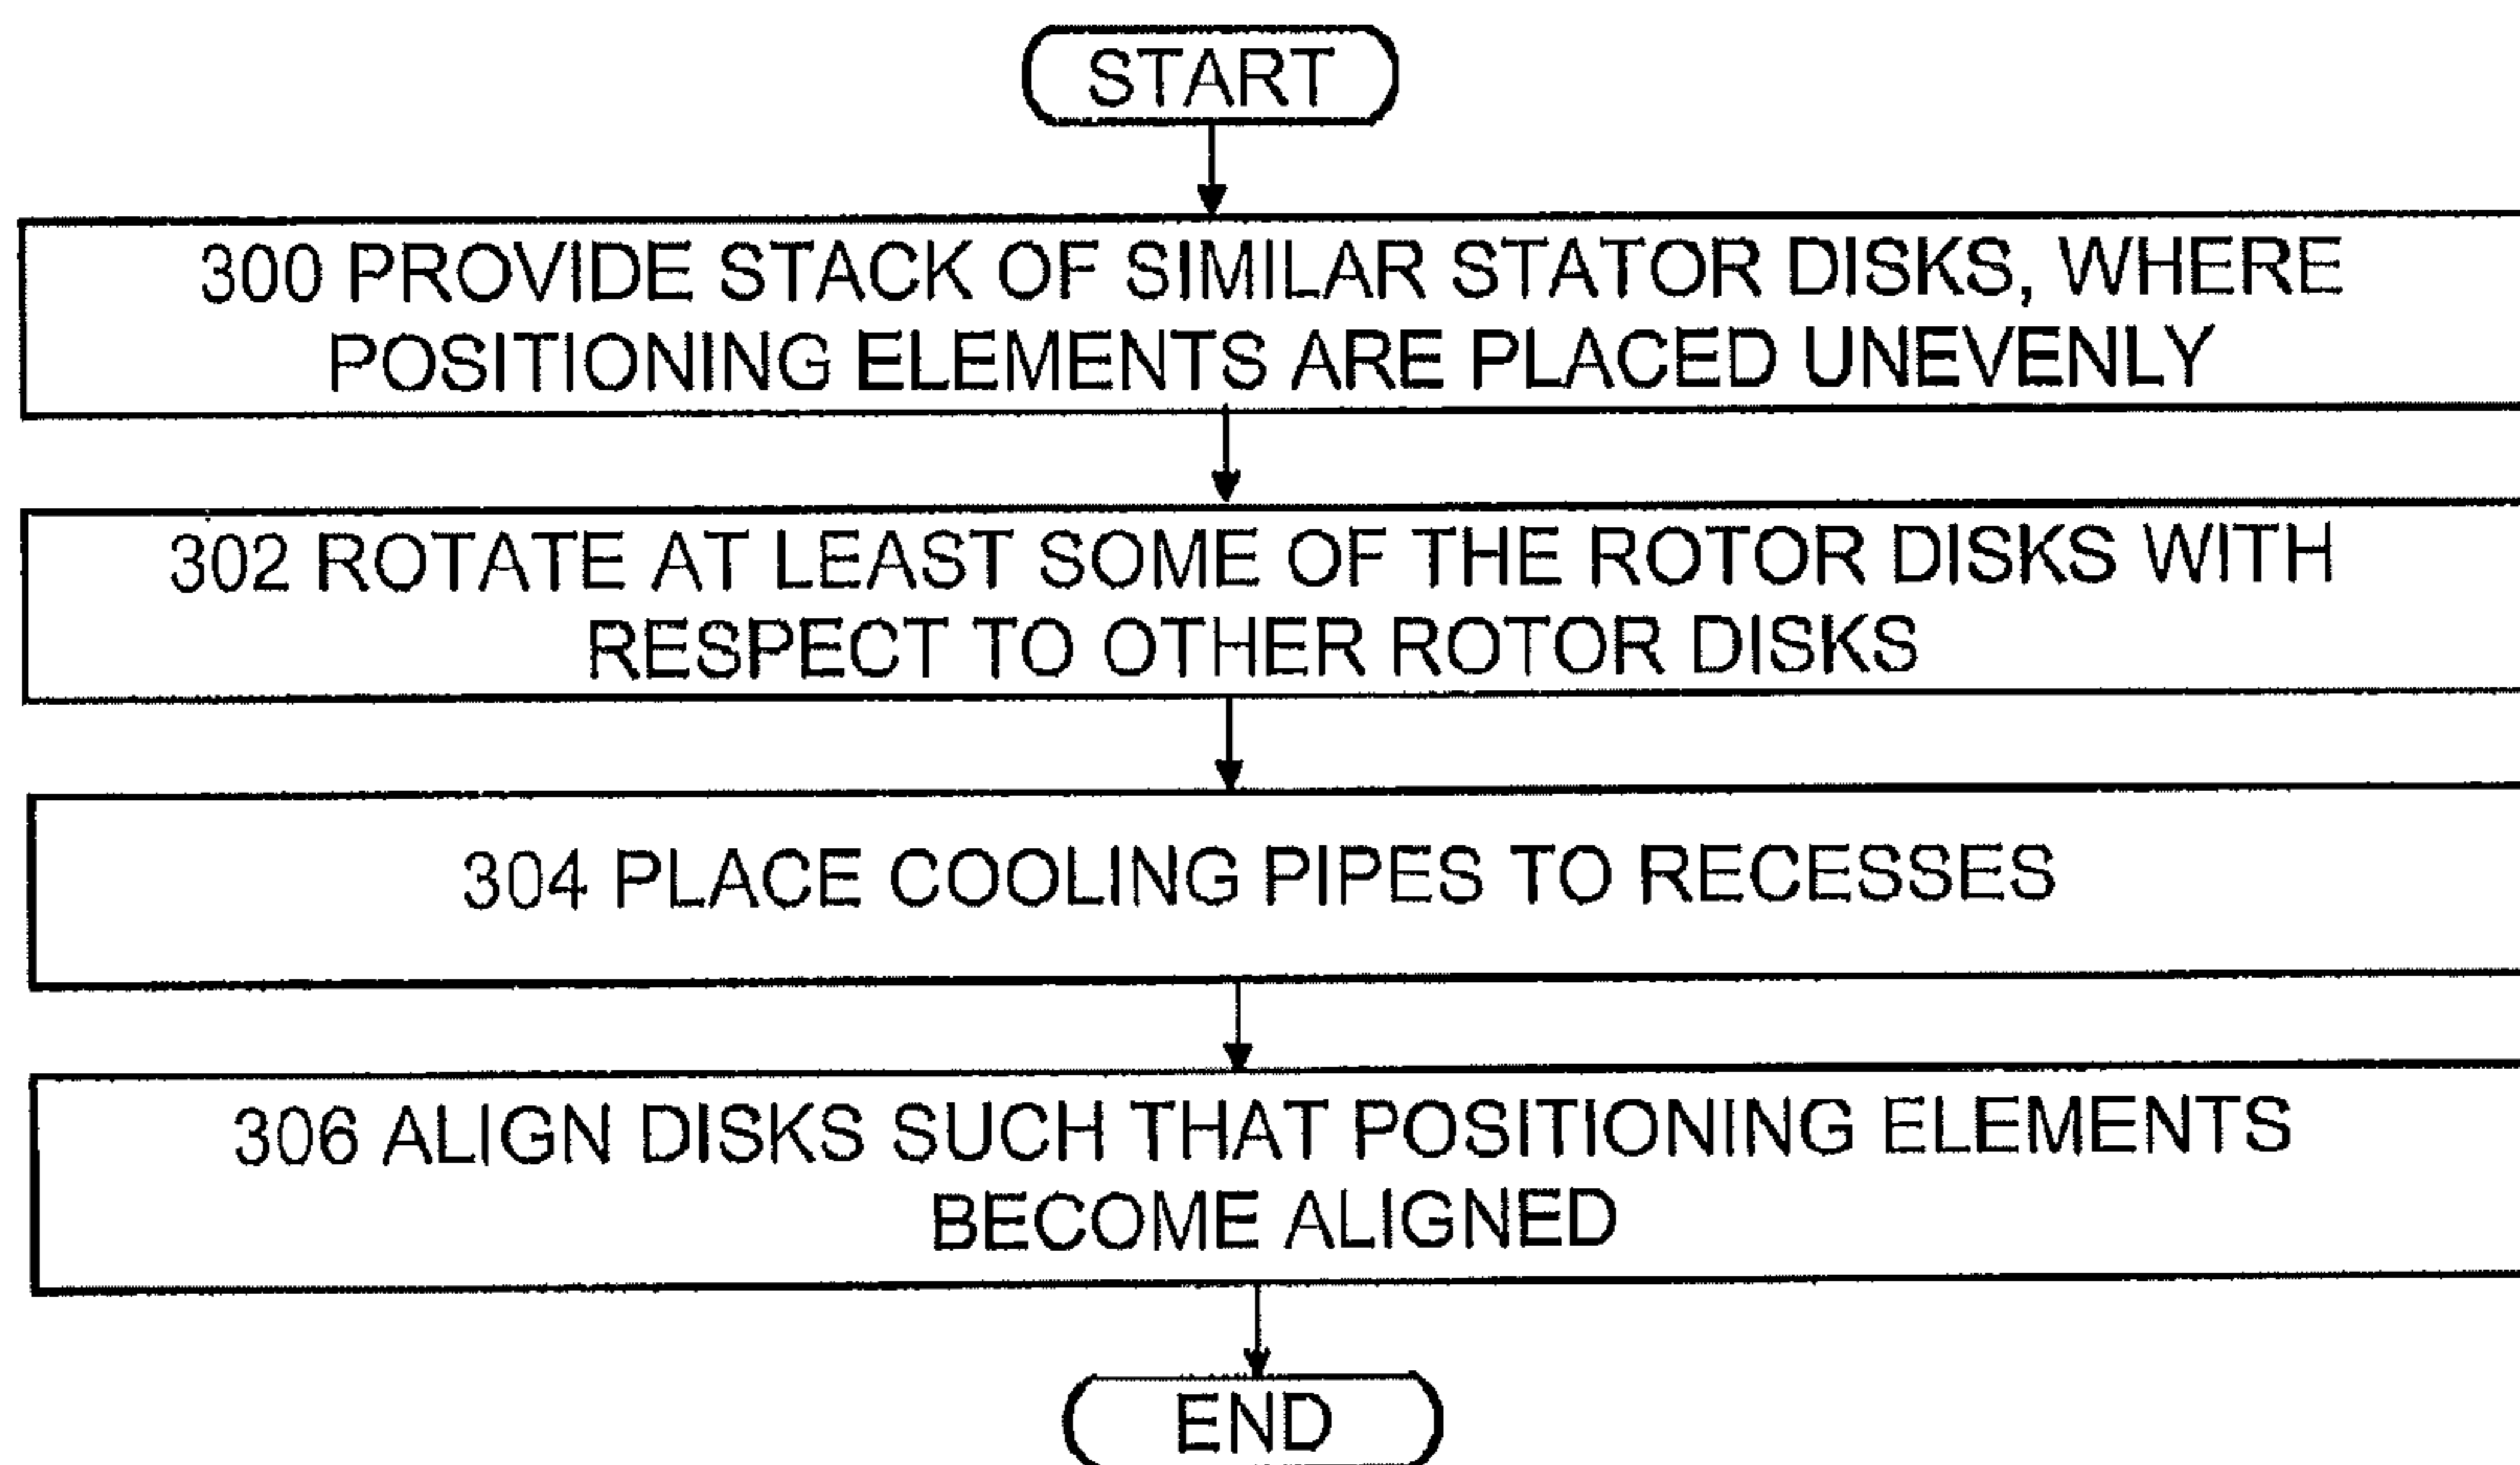 START
300 PROVIDE STACK OF SIMILAR STATOR DISKS, WHERE
POSITIONING ELEMENTS ARE PLACED UNEVENLY
302 ROTATE AT LEAST SOME OF THE ROTOR DISKS WITH
RESPECT TO OTHER ROTOR DISKS
304 PLACE COOLING PIPES TO RECESSES
306 ALIGN DISKS SUCH THAT POSITIONING ELEMENTS
BECOME ALIGNED
END